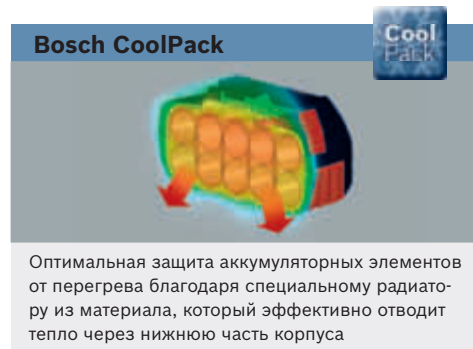 Bosch CoolPack
Cool
Pack
Оптимальная защита аккумуляторных элементов
от перегрева благодаря специальному радиато-
ру из материала, который эффективно отводит
тепло через нижнюю часть корпуса